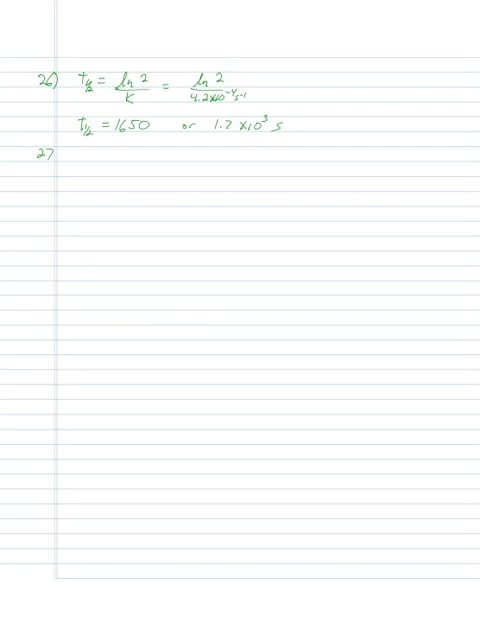 26) t½ = ln 2 / K = ln 2 / 4.2×10⁻⁴ s⁻¹
t½ = 1650 or 1.7 ×10³ s
27